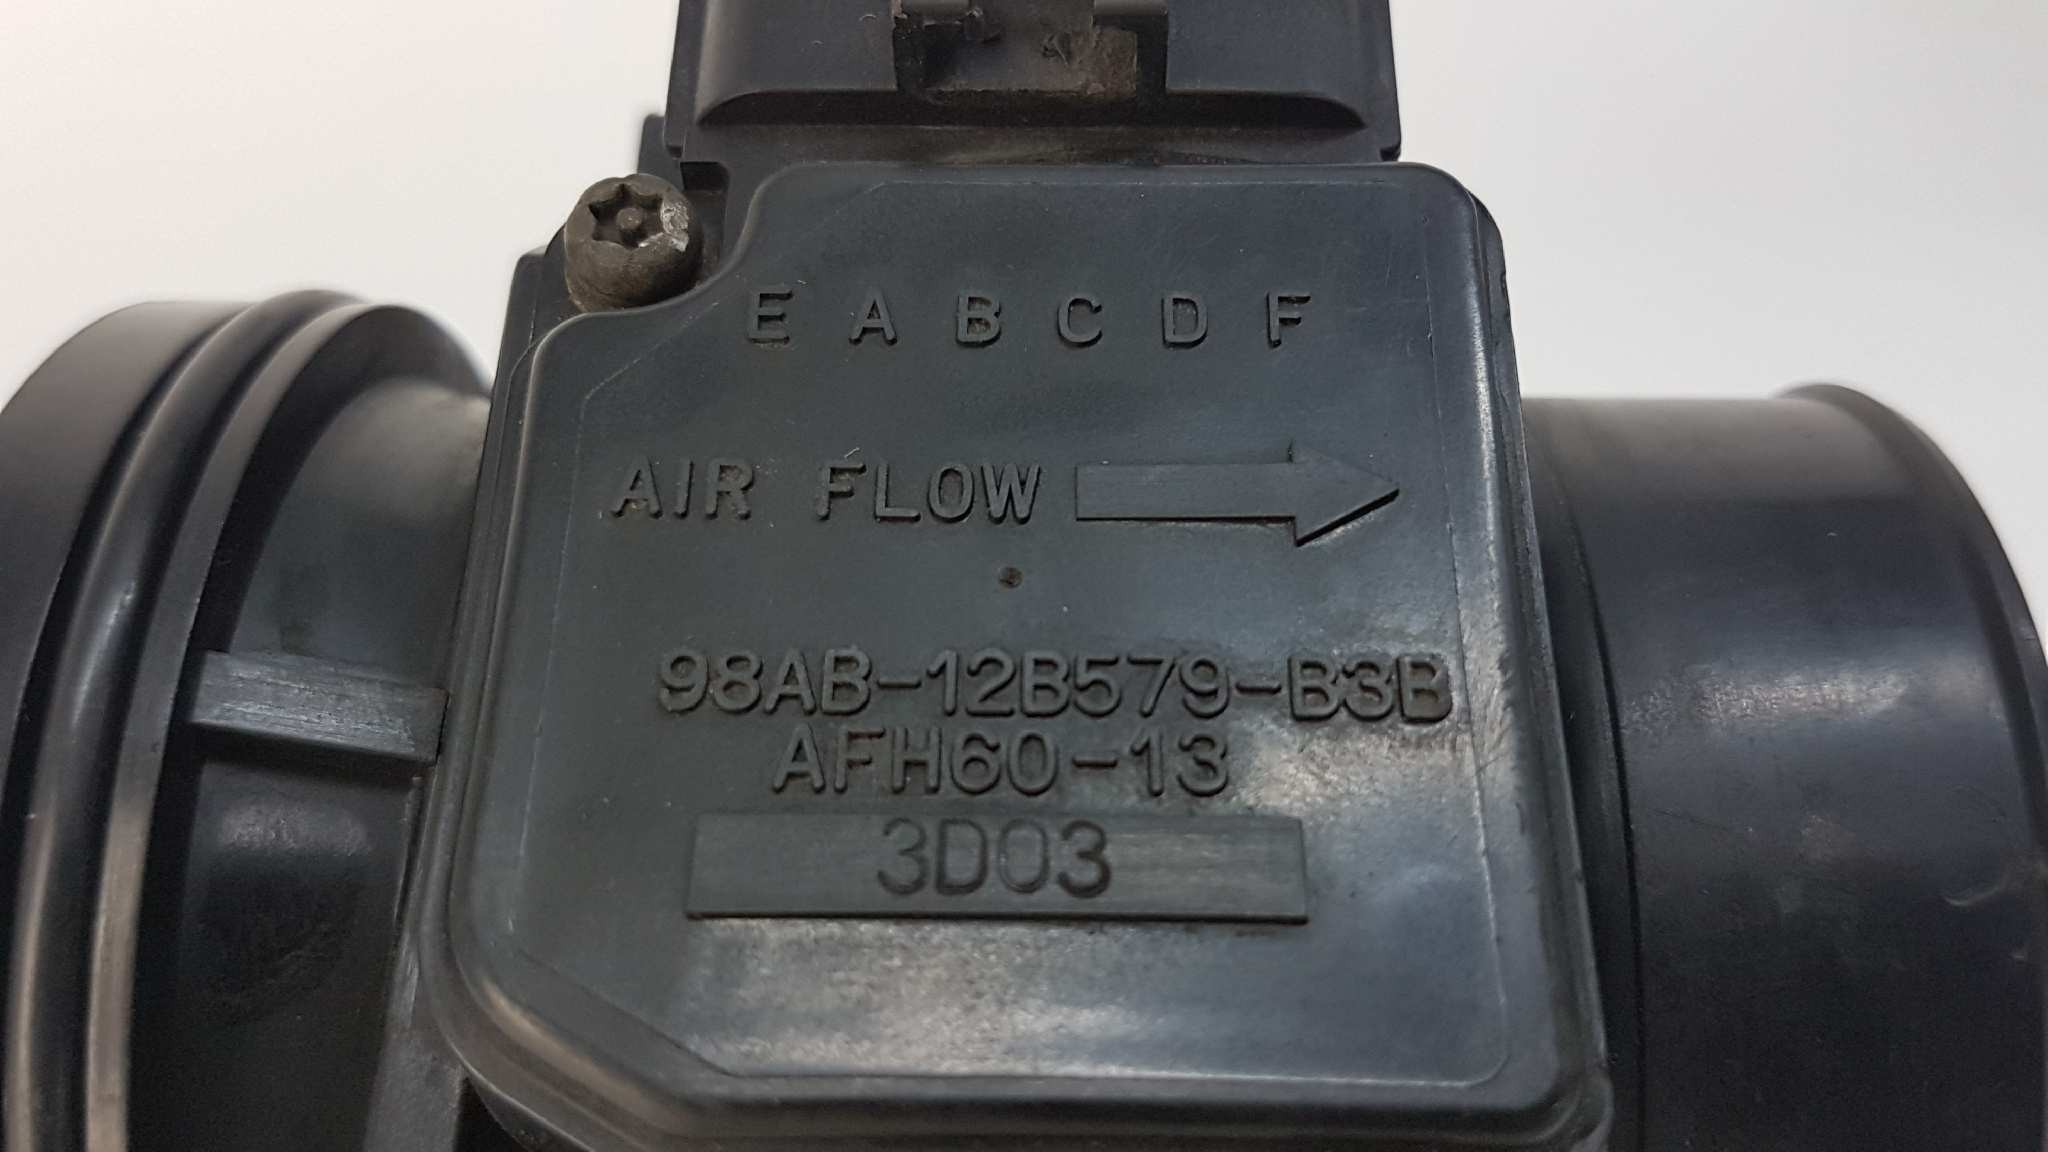 E A B C D F
AIR FLOW
98AB-12B579-B3B
AFH60-13
3D03